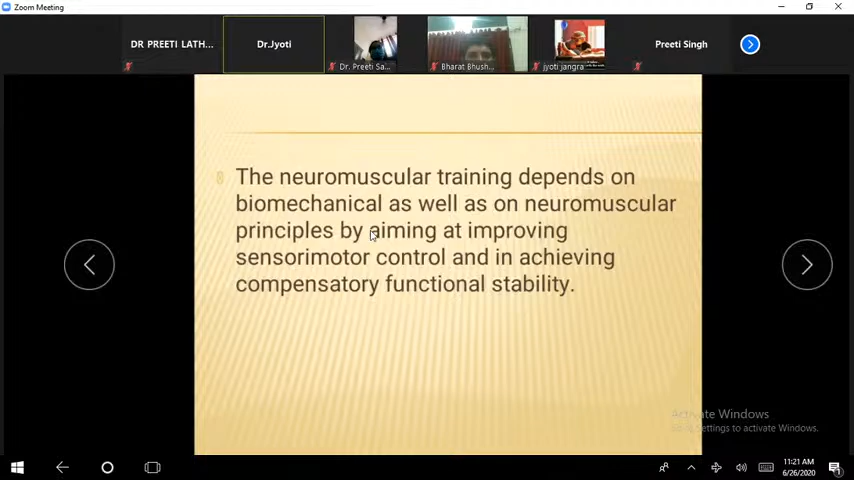 Zoom Meeting
DR PREETI LATH...
Dr.Jyoti
Dr. Preeti Sa...
Bharat Bhush...
jyoti jangra
Preeti Singh
The neuromuscular training depends on
biomechanical as well as on neuromuscular
principles by aiming at improving
sensorimotor control and in achieving
compensatory functional stability.
Activate Windows
Settings to activate Windows.
11:21 AM
6/26/2020